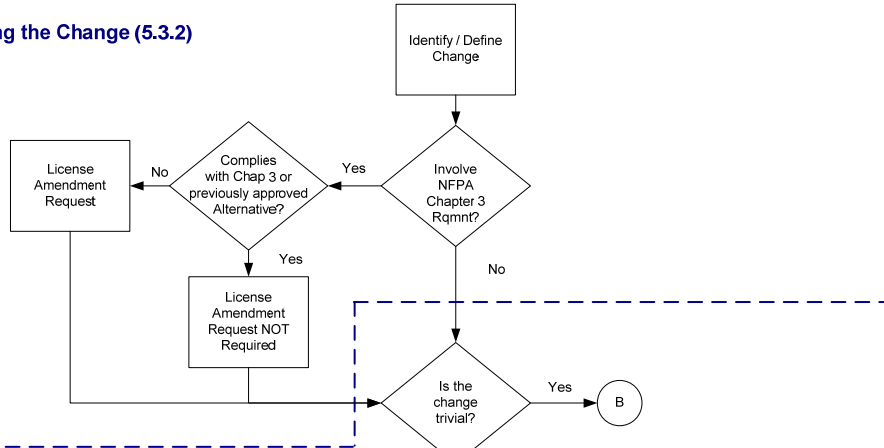 ng the Change (5.3.2)
Identify / Define
Change
Complies
with Chap 3 or
previously approved
Alternative?
Yes
Involve
NFPA
Chapter 3
Rqmnt?
No
License
Amendment
Request
Yes
No
License
Amendment
Request NOT
Required
Is the
change
trivial?
Yes
B